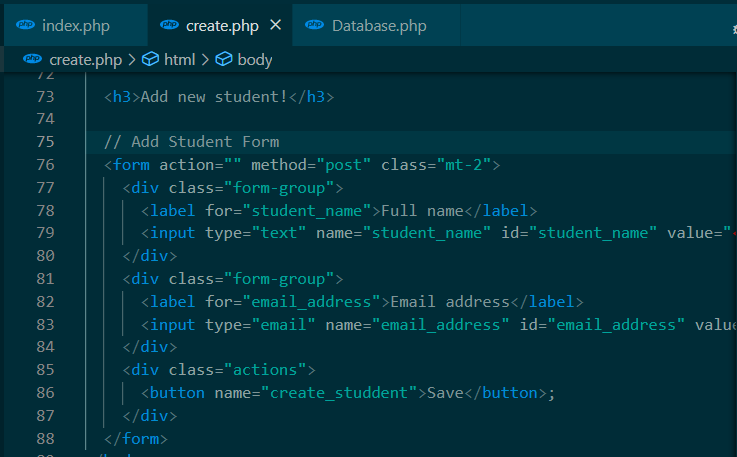 php index.php php create.php × php Database.php
php create.php > html > body
72
73 <h3>Add new student!</h3>
74
75 // Add Student Form
76 <form action="" method="post" class="mt-2">
77 <div class="form-group">
78 <label for="student_name">Full name</label>
79 <input type="text" name="student_name" id="student_name" value="<
80 </div>
81 <div class="form-group">
82 <label for="email_address">Email address</label>
83 <input type="email" name="email_address" id="email_address" valu
84 </div>
85 <div class="actions">
86 <button name="create_studdent">Save</button>;
87 </div>
88 </form>